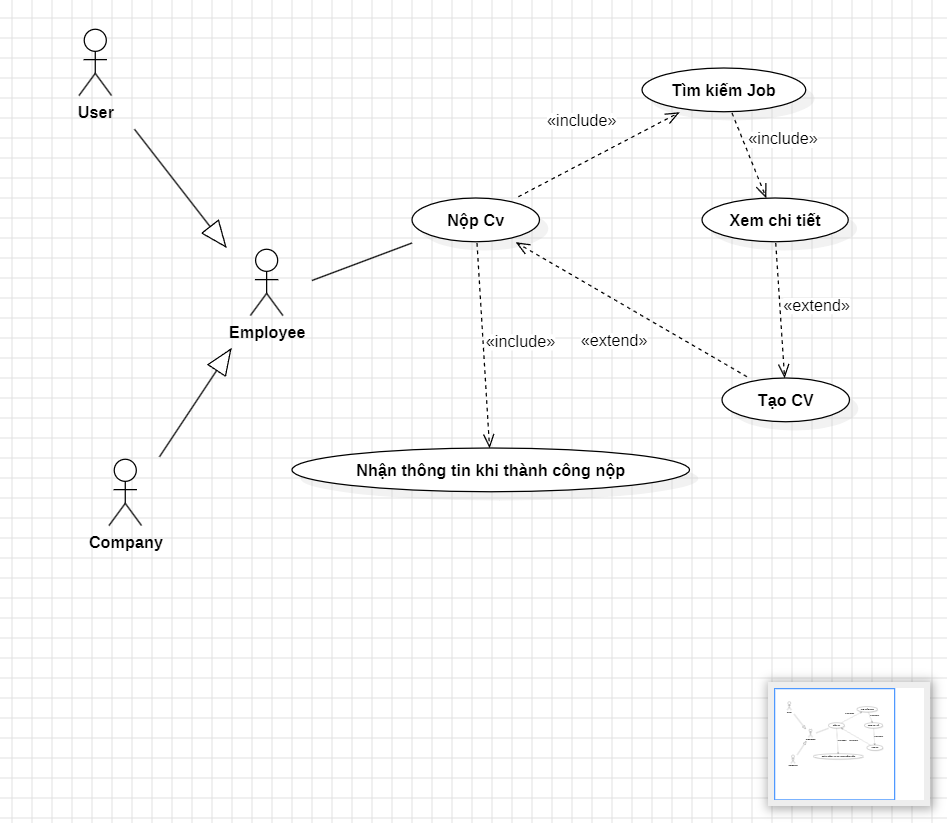 User
Tìm kiếm Job
«include»
«include»
Nộp Cv
Xem chi tiết
Employee
«extend»
«include»
«extend»
Tạo CV
Nhận thông tin khi thành công nộp
Company